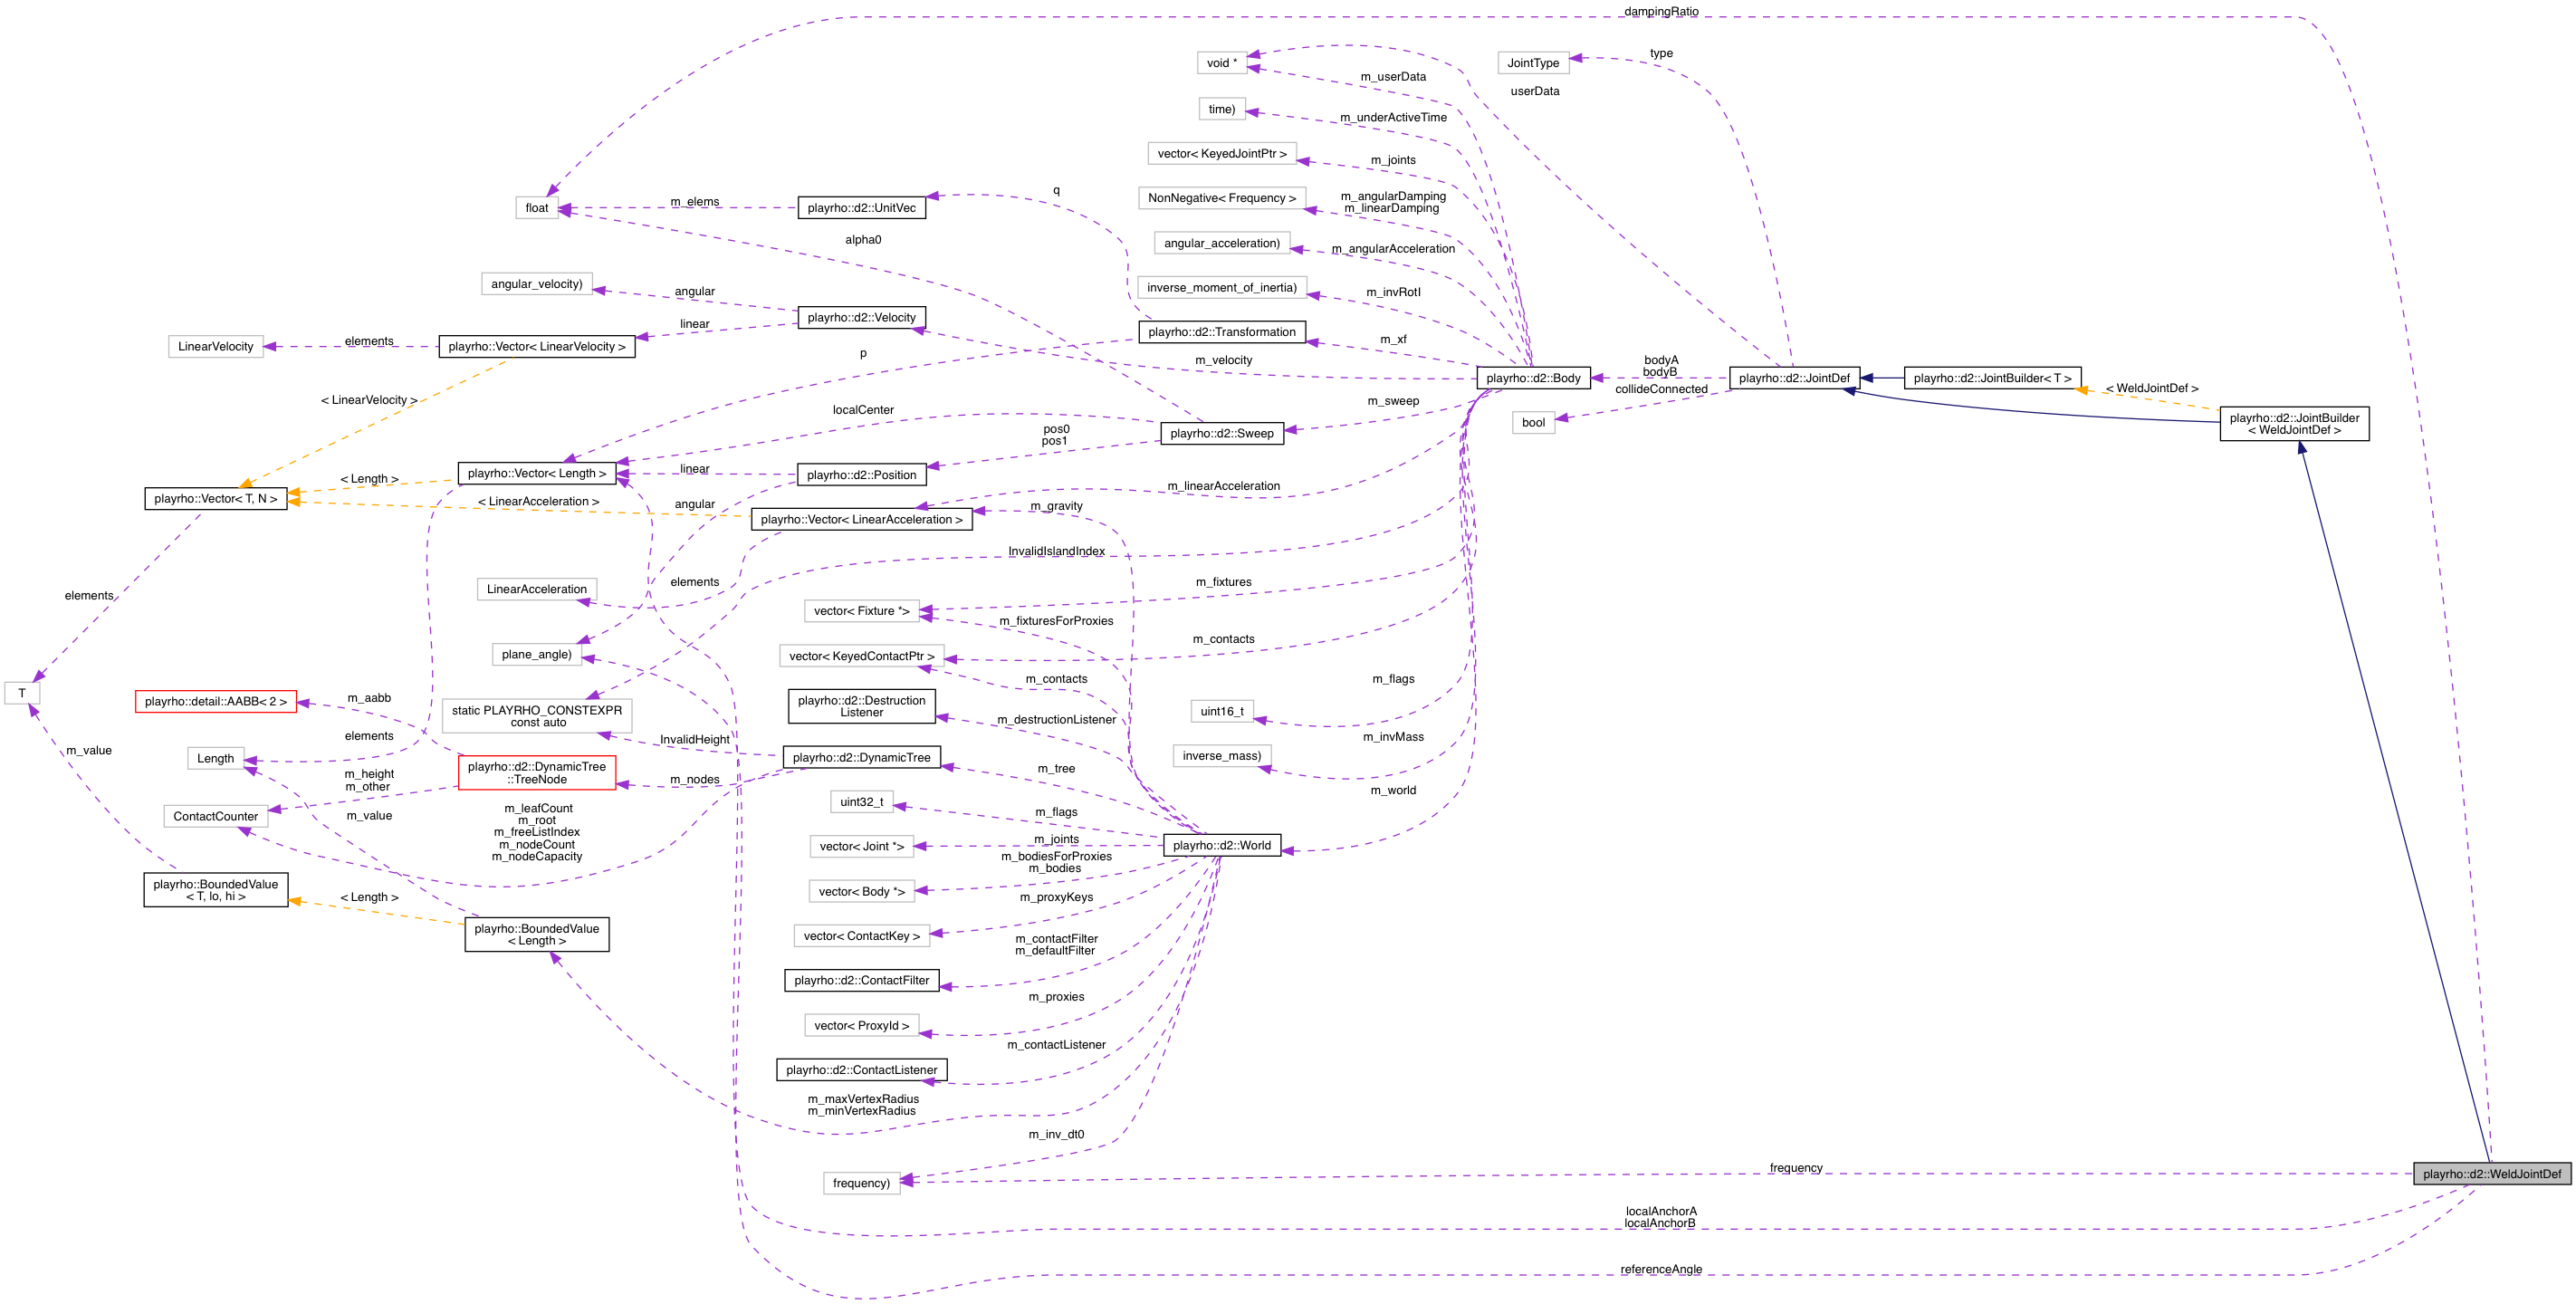 dampingRatio
void *
JointType
type
m_userData
userData
time)
m_underActiveTime
vector< KeyedJointPtr >
m_joints
NonNegative< Frequency >
m_angularDamping
m_linearDamping
q
float
m_elems
playrho::d2::UnitVec
alpha0
angular_acceleration)
m_angularAcceleration
angular_velocity)
angular
inverse_moment_of_inertia)
m_invRotI
playrho::d2::Velocity
linear
playrho::d2::Transformation
m_xf
LinearVelocity
elements
playrho::Vector< LinearVelocity >
p
m_velocity
bodyA
bodyB
playrho::d2::Body
playrho::d2::JointDef
playrho::d2::JointBuilder< T >
< WeldJointDef >
collideConnected
< LinearVelocity >
localCenter
m_sweep
bool
playrho::d2::JointBuilder
< WeldJointDef >
pos0
pos1
playrho::d2::Sweep
playrho::Vector< Length >
linear
playrho::d2::Position
< Length >
playrho::Vector< T, N >
< LinearAcceleration >
angular
m_linearAcceleration
playrho::Vector< LinearAcceleration >
m_gravity
InvalidIslandIndex
LinearAcceleration
elements
m_fixtures
elements
vector< Fixture *>
m_fixturesForProxies
m_contacts
plane_angle)
vector< KeyedContactPtr >
m_contacts
m_flags
T
playrho::detail::AABB< 2 >
m_aabb
static PLAYRHO_CONSTEXPR
const auto
playrho::d2::Destruction
Listener
m_destructionListener
uint16_t
m_invMass
m_value
elements
InvalidHeight
Length
playrho::d2::DynamicTree
inverse_mass)
playrho::d2::DynamicTree
::TreeNode
m_nodes
m_tree
m_height
m_other
m_world
uint32_t
m_flags
ContactCounter
m_value
m_leafCount
m_root
m_freeListIndex
m_nodeCount
m_nodeCapacity
vector< Joint *>
m_joints
playrho::d2::World
m_bodiesForProxies
m_bodies
playrho::BoundedValue
< T, lo, hi >
< Length >
vector< Body *>
m_proxyKeys
playrho::BoundedValue
< Length >
vector< ContactKey >
m_contactFilter
m_defaultFilter
playrho::d2::ContactFilter
m_proxies
vector< ProxyId >
m_contactListener
playrho::d2::ContactListener
m_maxVertexRadius
m_minVertexRadius
m_inv_dt0
frequency
frequency)
playrho::d2::WeldJointDef
localAnchorA
localAnchorB
referenceAngle